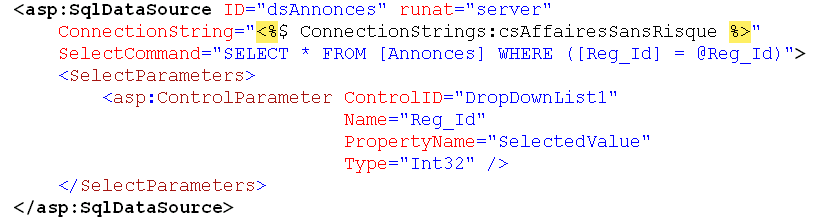 <asp:SqlDataSource ID="dsAnnonces" runat="server"
ConnectionString="<%$ ConnectionStrings:csAffairesSansRisque %>"
SelectCommand="SELECT * FROM [Annonces] WHERE ([Reg_Id] = @Reg_Id)">
<SelectParameters>
<asp:ControlParameter ControlID="DropDownList1"
Name="Reg_Id"
PropertyName="SelectedValue"
Type="Int32" />
</SelectParameters>
</asp:SqlDataSource>